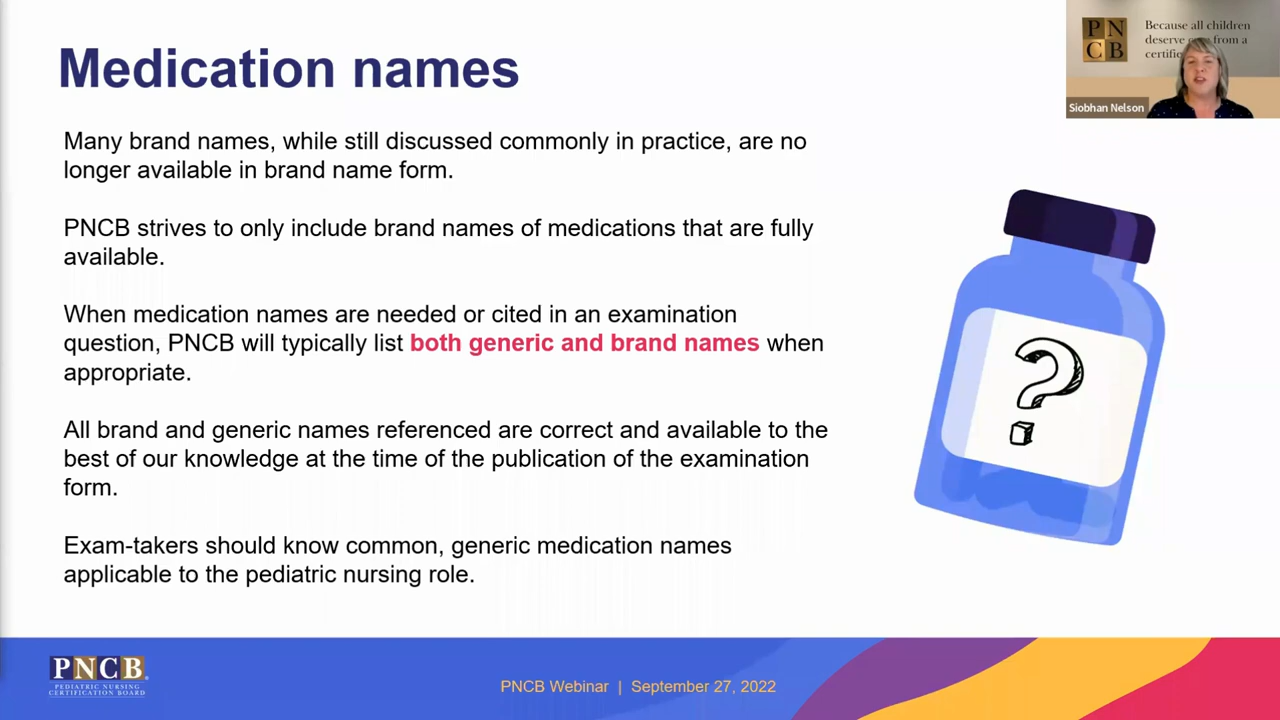 Medication names
Many brand names, while still discussed commonly in practice, are no
longer available in brand name form.
PNCB strives to only include brand names of medications that are fully
available.
When medication names are needed or cited in an examination
question, PNCB will typically list both generic and brand names when
appropriate.
All brand and generic names referenced are correct and available to the
best of our knowledge at the time of the publication of the examination
form.
Exam-takers should know common, generic medication names
applicable to the pediatric nursing role.
?
PN
CB
Because all children
deserve from a
Siobhan Nelson
PNCB
PEDIATRIC NURSING
CERTIFICATION BOARD
PNCB Webinar | September 27, 2022